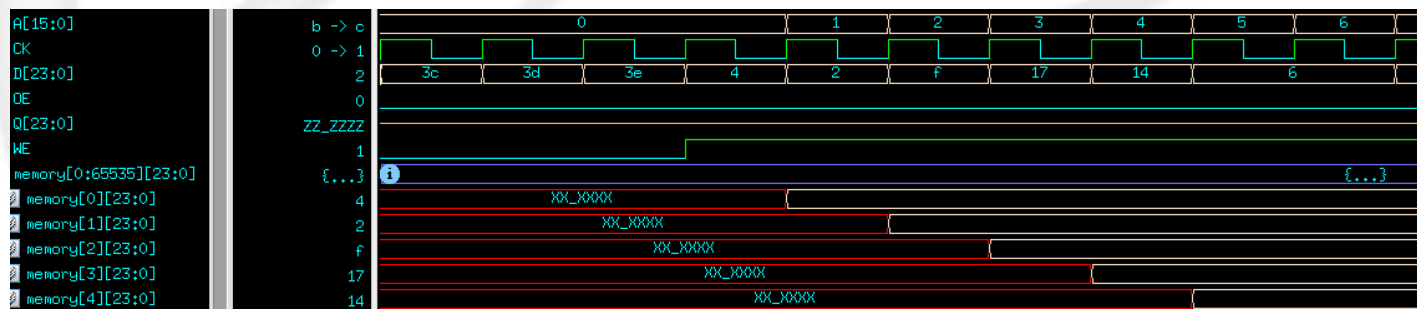 A[15:0] b -> c 0 1 2 3 4 5 6
CK 0 -> 1
D[23:0] 2 3c 3d 3e 4 2 f 17 14 6
OE 0
Q[23:0] ZZ_ZZZZ
WE 1
memory[0:65535][23:0] {...} i {...}
memory[0][23:0] 4 XX_XXXX
memory[1][23:0] 2 XX_XXXX
memory[2][23:0] f XX_XXXX
memory[3][23:0] 17 XX_XXXX
memory[4][23:0] 14 XX_XXXX